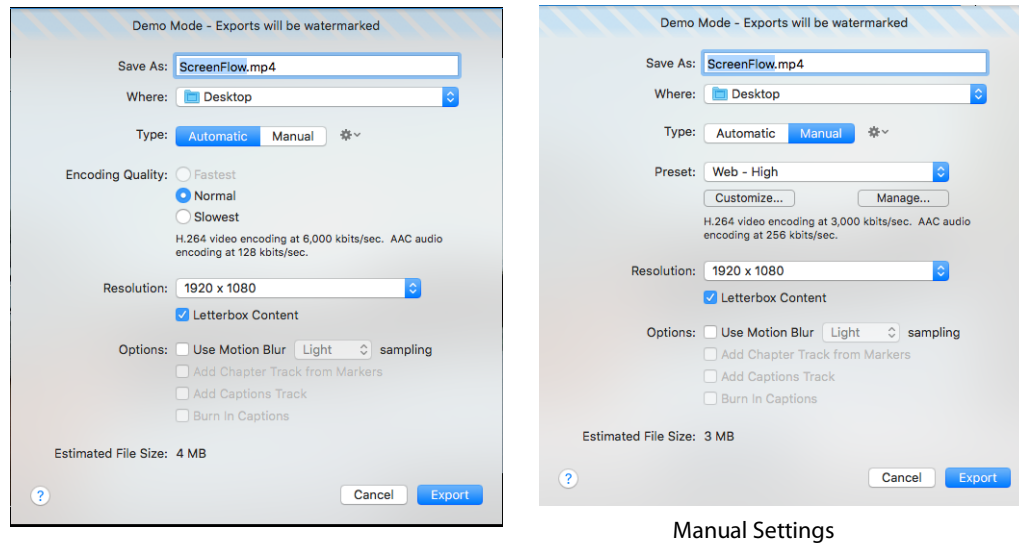 Demo Mode - Exports will be watermarked
Save As: ScreenFlow.mp4
Where: Desktop
Type: Automatic Manual
Encoding Quality: Fastest
Normal
Slowest
H.264 video encoding at 6,000 kbits/sec. AAC audio
encoding at 128 kbits/sec.
Resolution: 1920 x 1080
Letterbox Content
Options: Use Motion Blur Light sampling
Add Chapter Track from Markers
Add Captions Track
Burn In Captions
Estimated File Size: 4 MB
? Cancel Export
Demo Mode - Exports will be watermarked
Save As: ScreenFlow.mp4
Where: Desktop
Type: Automatic Manual
Preset: Web - High
Customize... Manage...
H.264 video encoding at 3,000 kbits/sec. AAC audio
encoding at 256 kbits/sec.
Resolution: 1920 x 1080
Letterbox Content
Options: Use Motion Blur Light sampling
Add Chapter Track from Markers
Add Captions Track
Burn In Captions
Estimated File Size: 3 MB
? Cancel Export
Manual Settings